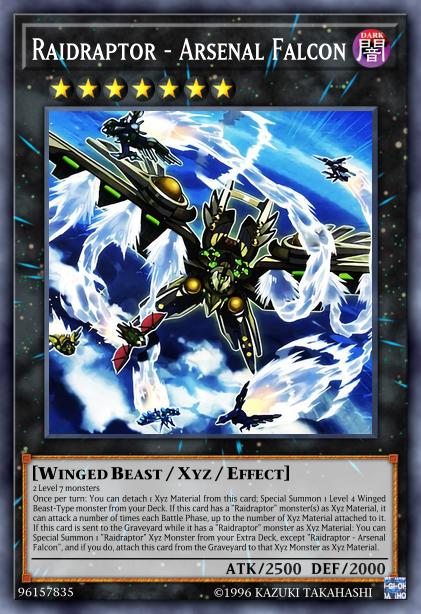 Raidraptor - Arsenal Falcon
DARK
闇
[Winged Beast / Xyz / Effect]
2 Level 7 monsters
Once per turn: You can detach 1 Xyz Material from this card; Special Summon 1 Level 4 Winged
Beast-Type monster from your Deck. If this card has a "Raidraptor" monster(s) as Xyz Material, it
can attack a number of times each Battle Phase, up to the number of Xyz Material attached to it.
If this card is sent to the Graveyard while it has a "Raidraptor" monster as Xyz Material: You can
Special Summon 1 "Raidraptor" Xyz Monster from your Extra Deck, except "Raidraptor - Arsenal
Falcon", and if you do, attach this card from the Graveyard to that Xyz Monster as Xyz Material.
ATK/2500 DEF/2000
96157835
©1996 KAZUKI TAKAHASHI